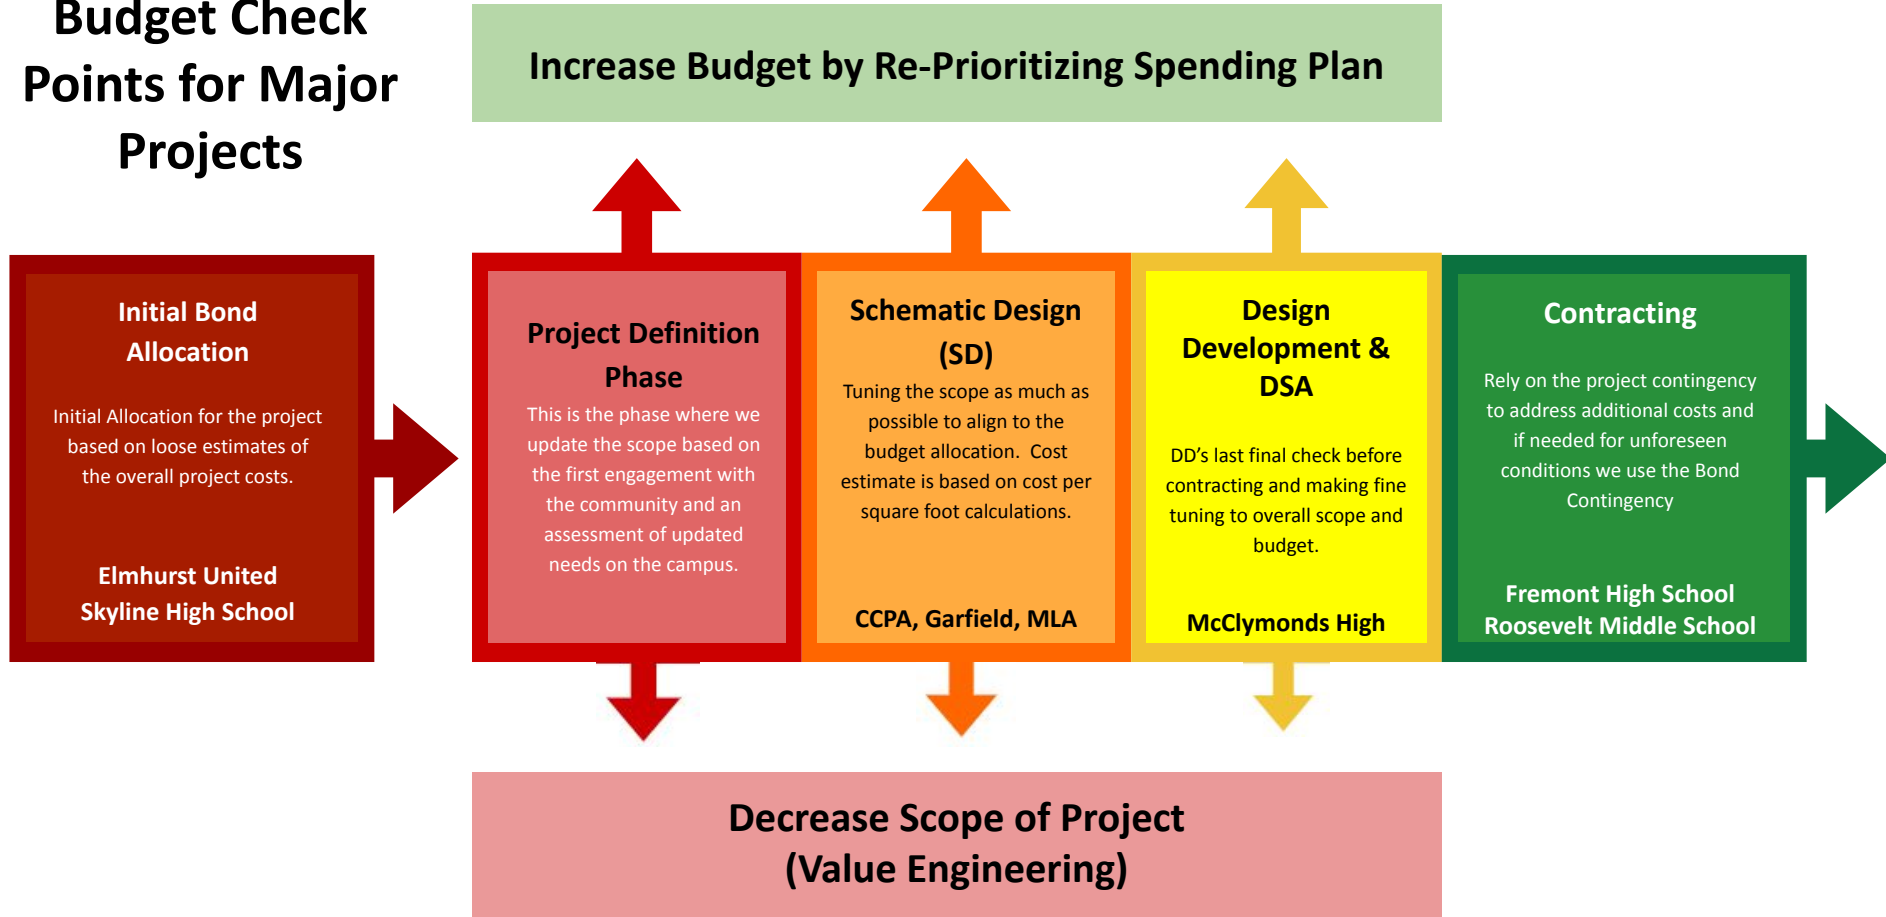 Budget Check
Points for Major
Projects
Increase Budget by Re-Prioritizing Spending Plan
Initial Bond
Allocation
Initial Allocation for the project
based on loose estimates of
the overall project costs.
Elmhurst United
Skyline High School
Project Definition
Phase
This is the phase where we
update the scope based on
the first engagement with
the community and an
assessment of updated
needs on the campus.
Schematic Design
(SD)
Tuning the scope as much as
possible to align to the
budget allocation.  Cost
estimate is based on cost per
square foot calculations.
CCPA, Garfield, MLA
Design
Development &
DSA
DD’s last final check before
contracting and making fine
tuning to overall scope and
budget.
McClymonds High
Contracting
Rely on the project contingency
to address additional costs and
if needed for unforeseen
conditions we use the Bond
Contingency
Fremont High School
Roosevelt Middle School
Decrease Scope of Project
(Value Engineering)